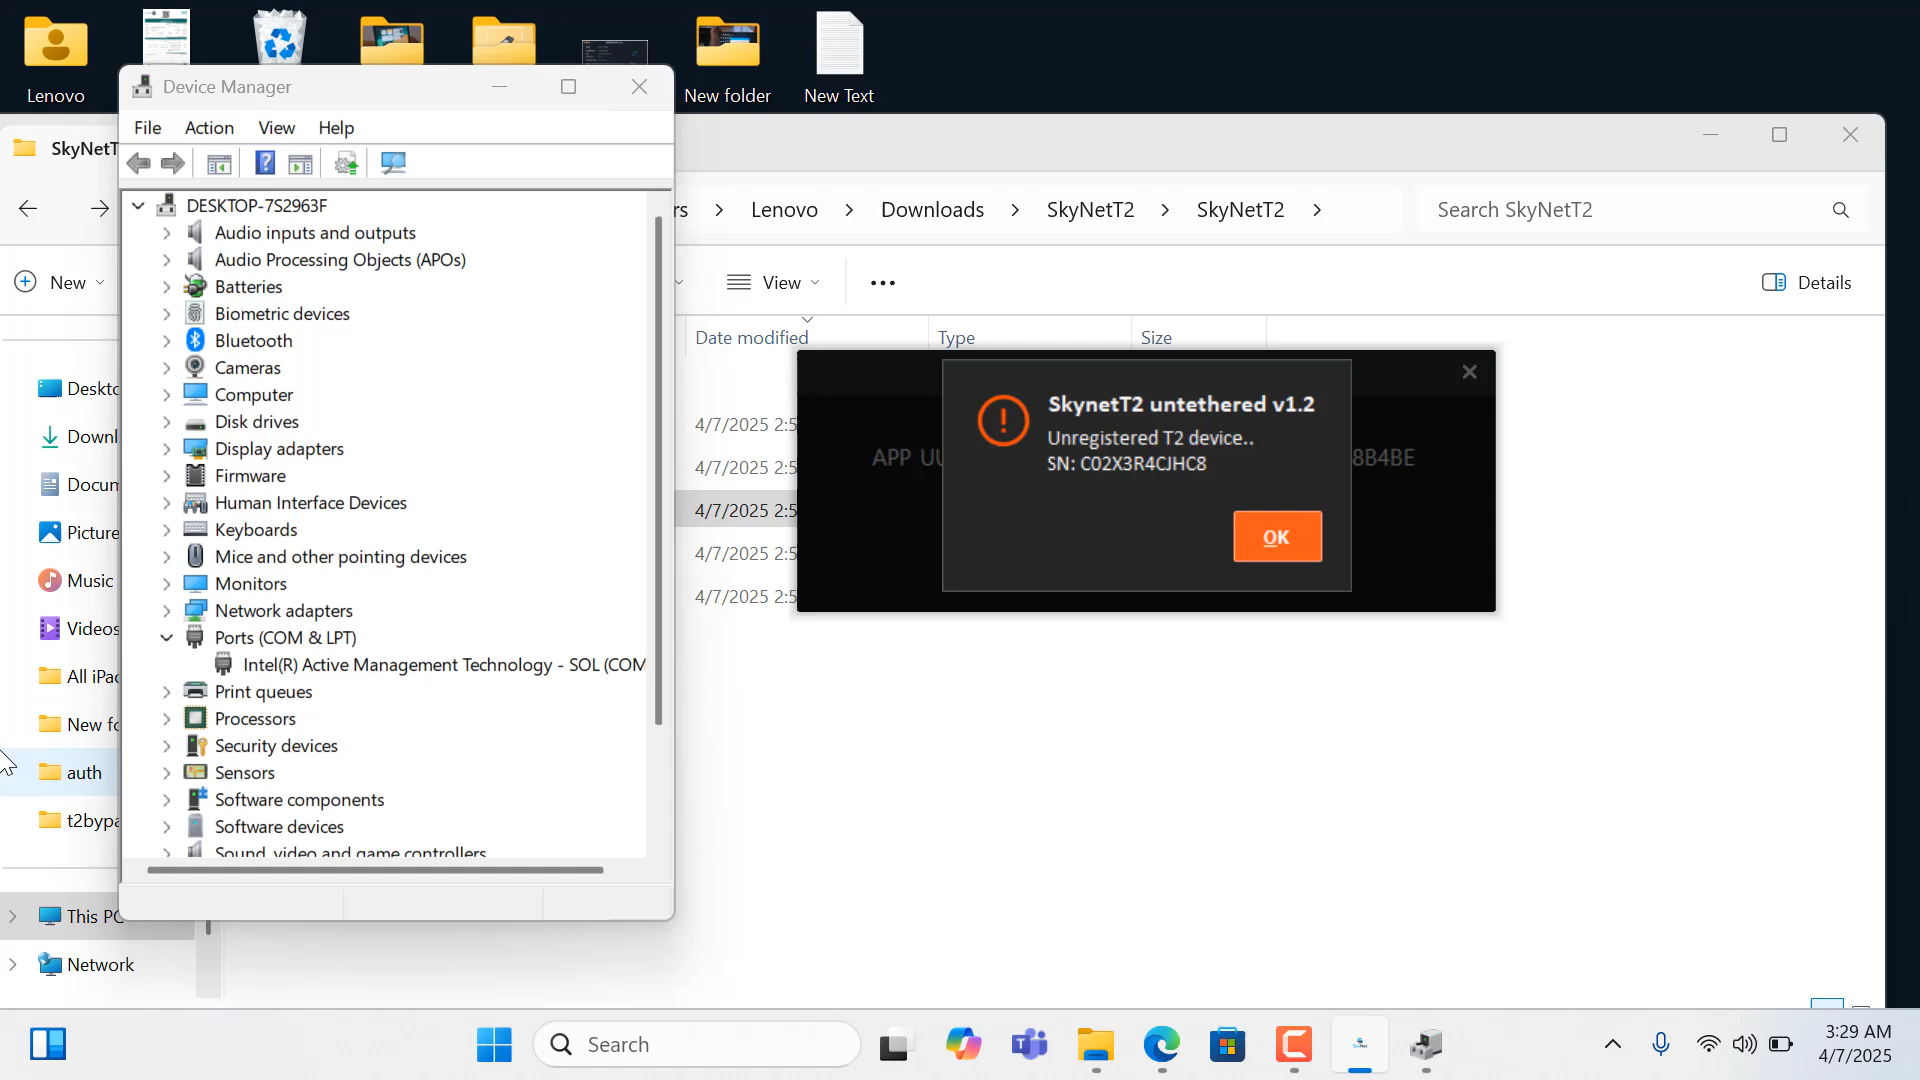 Lenovo
New folder
New Text
Device Manager
File Action View Help
DESKTOP-7S2963F
Audio inputs and outputs
Audio Processing Objects (APOs)
Batteries
Biometric devices
Bluetooth
Cameras
Computer
Disk drives
Display adapters
Firmware
Human Interface Devices
Keyboards
Mice and other pointing devices
Monitors
Network adapters
Ports (COM & LPT)
Intel(R) Active Management Technology - SOL (COM
Print queues
Processors
Security devices
Sensors
Software components
Software devices
Sound, video and game controllers
SkyNetT
rs > Lenovo > Downloads > SkyNetT2 > SkyNetT2 >
Search SkyNetT2
New
View
Details
Date modified Type Size
4/7/2025 2:5
4/7/2025 2:5
4/7/2025 2:5
4/7/2025 2:5
4/7/2025 2:5
Deskto
Downl
Docum
Picture
Music
Videos
All iPac
New fo
auth
t2bypa
This PC
Network
APP UU
8B4BE
SkynetT2 untethered v1.2
Unregistered T2 device..
SN: C02X3R4CJHC8
OK
Search
3:29 AM
4/7/2025